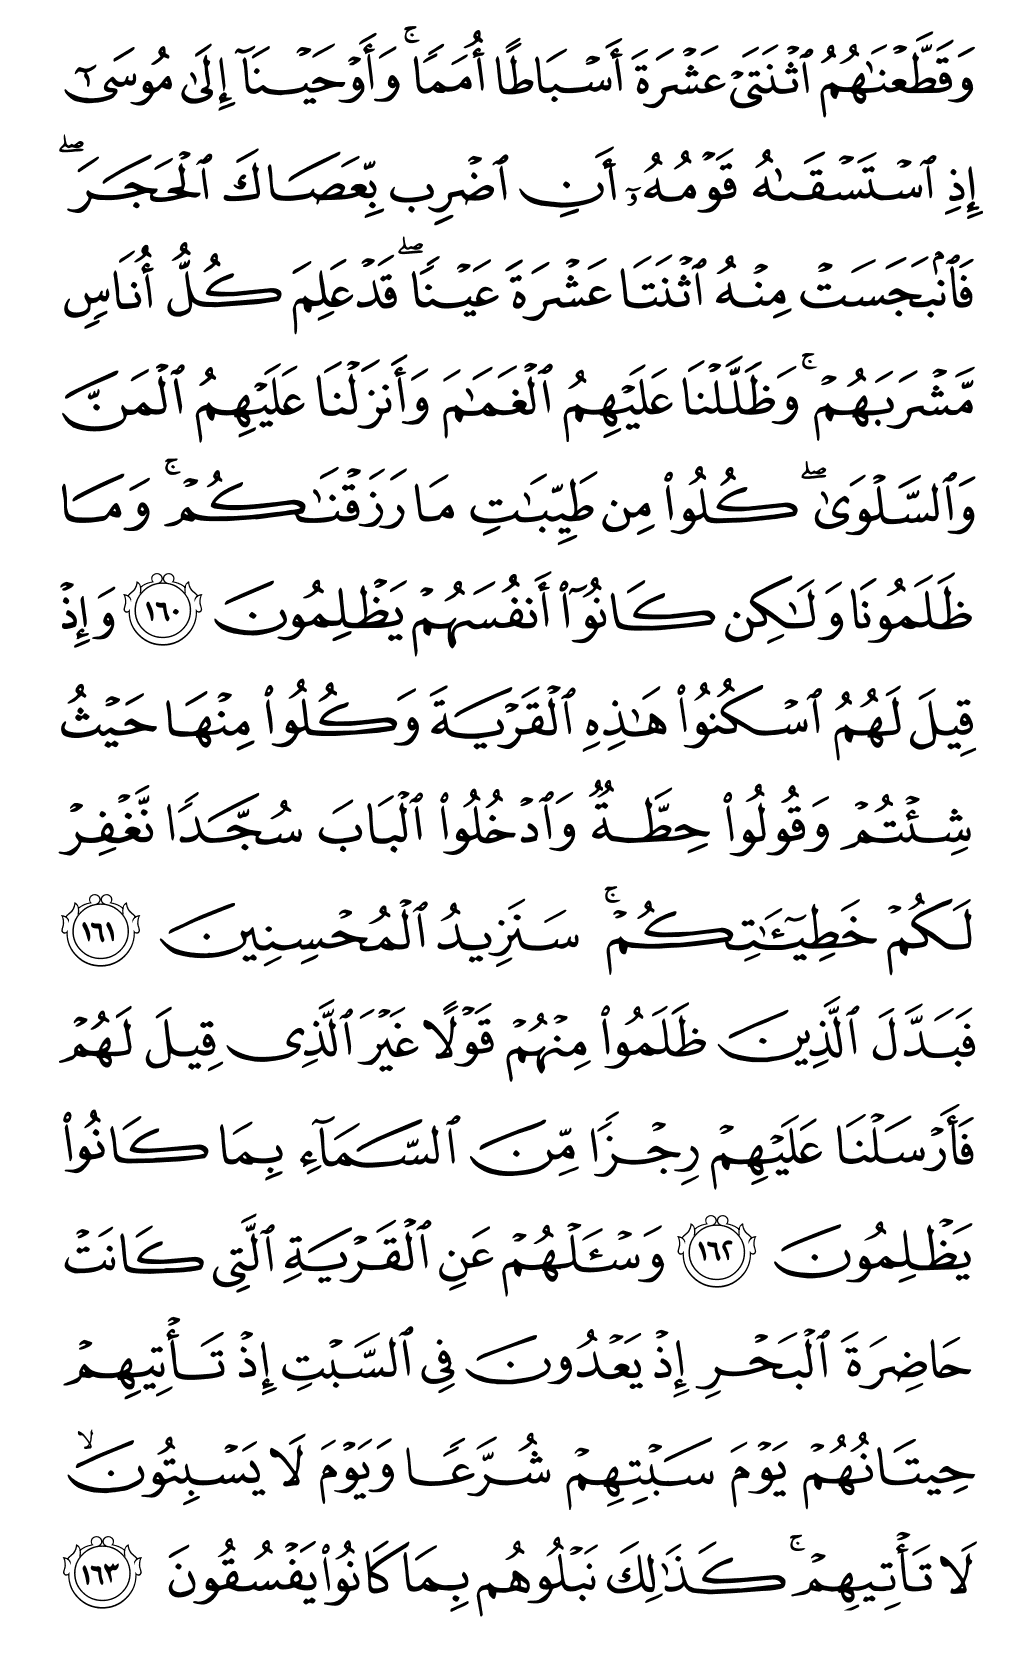 وَقَطَّعۡنَٰهُمُ ٱثۡنَتَيۡ عَشۡرَةَ أَسۡبَاطًا أُمَمٗاۚ وَأَوۡحَيۡنَآ إِلَىٰ مُوسَىٰٓ
إِذِ ٱسۡتَسۡقَىٰهُ قَوۡمُهُۥٓ أَنِ ٱضۡرِب بِّعَصَاكَ ٱلۡحَجَرَۖ
فَٱنۢبَجَسَتۡ مِنۡهُ ٱثۡنَتَا عَشۡرَةَ عَيۡنٗاۖ قَدۡ عَلِمَ كُلُّ أُنَاسٖ
مَّشۡرَبَهُمۡۚ وَظَلَّلۡنَا عَلَيۡهِمُ ٱلۡغَمَٰمَ وَأَنزَلۡنَا عَلَيۡهِمُ ٱلۡمَنَّ
وَٱلسَّلۡوَىٰۖ كُلُواْ مِن طَيِّبَٰتِ مَا رَزَقۡنَٰكُمۡۚ وَمَا
ظَلَمُونَا وَلَٰكِن كَانُوٓاْ أَنفُسَهُمۡ يَظۡلِمُونَ ١٦٠ وَإِذۡ
قِيلَ لَهُمُ ٱسۡكُنُواْ هَٰذِهِ ٱلۡقَرۡيَةَ وَكُلُواْ مِنۡهَا حَيۡثُ
شِئۡتُمۡ وَقُولُواْ حِطَّةٞ وَٱدۡخُلُواْ ٱلۡبَابَ سُجَّدٗا نَّغۡفِرۡ
لَكُمۡ خَطِيٓـَٰٔتِكُمۡۚ سَنَزِيدُ ٱلۡمُحۡسِنِينَ ١٦١
فَبَدَّلَ ٱلَّذِينَ ظَلَمُواْ مِنۡهُمۡ قَوۡلًا غَيۡرَ ٱلَّذِي قِيلَ لَهُمۡ
فَأَرۡسَلۡنَا عَلَيۡهِمۡ رِجۡزٗا مِّنَ ٱلسَّمَآءِ بِمَا كَانُواْ
يَظۡلِمُونَ ١٦٢ وَسۡـَٔلۡهُمۡ عَنِ ٱلۡقَرۡيَةِ ٱلَّتِي كَانَتۡ
حَاضِرَةَ ٱلۡبَحۡرِ إِذۡ يَعۡدُونَ فِي ٱلسَّبۡتِ إِذۡ تَأۡتِيهِمۡ
حِيتَانُهُمۡ يَوۡمَ سَبۡتِهِمۡ شُرَّعٗا وَيَوۡمَ لَا يَسۡبِتُونَۙ
لَا تَأۡتِيهِمۡۚ كَذَٰلِكَ نَبۡلُوهُم بِمَا كَانُواْ يَفۡسُقُونَ ١٦٣